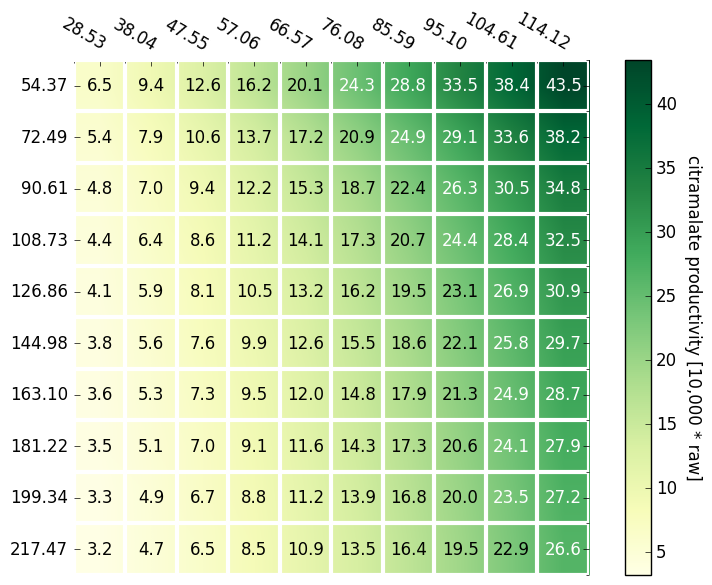 28.53 38.04 47.55 57.06 66.57 76.08 85.59 95.10 104.61 114.12
54.37 6.5 9.4 12.6 16.2 20.1 24.3 28.8 33.5 38.4 43.5
72.49 5.4 7.9 10.6 13.7 17.2 20.9 24.9 29.1 33.6 38.2
90.61 4.8 7.0 9.4 12.2 15.3 18.7 22.4 26.3 30.5 34.8
108.73 4.4 6.4 8.6 11.2 14.1 17.3 20.7 24.4 28.4 32.5
126.86 4.1 5.9 8.1 10.5 13.2 16.2 19.5 23.1 26.9 30.9
144.98 3.8 5.6 7.6 9.9 12.6 15.5 18.6 22.1 25.8 29.7
163.10 3.6 5.3 7.3 9.5 12.0 14.8 17.9 21.3 24.9 28.7
181.22 3.5 5.1 7.0 9.1 11.6 14.3 17.3 20.6 24.1 27.9
199.34 3.3 4.9 6.7 8.8 11.2 13.9 16.8 20.0 23.5 27.2
217.47 3.2 4.7 6.5 8.5 10.9 13.5 16.4 19.5 22.9 26.6
40
35
30
25
20
15
10
5
citramalate productivity [10,000 * raw]